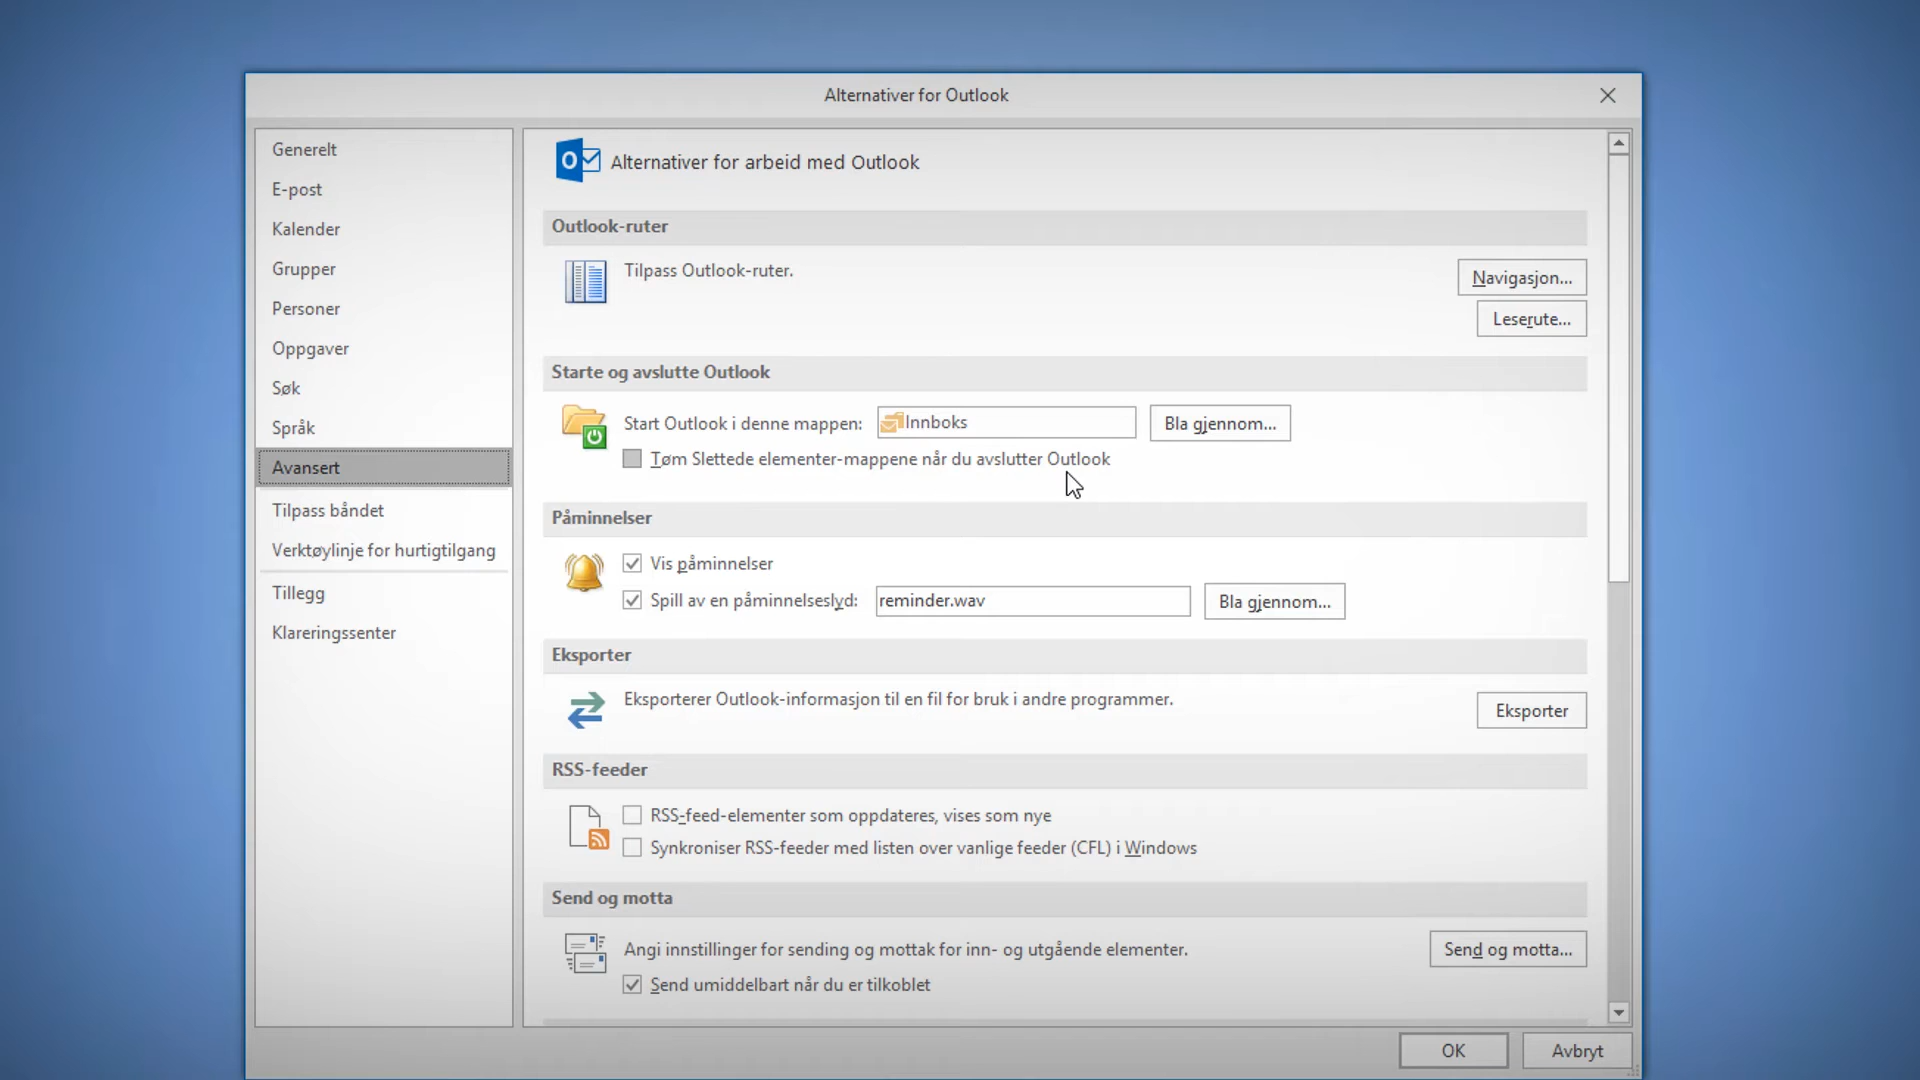 Alternativer for Outlook
Generelt
E-post
Kalender
Grupper
Personer
Oppgaver
Søk
Språk
Avansert
Tilpass båndet
Verktøylinje for hurtigtilgang
Tillegg
Klareringssenter
Alternativer for arbeid med Outlook
Outlook-ruter
Tilpass Outlook-ruter.
Navigasjon...
Leserute...
Starte og avslutte Outlook
Start Outlook i denne mappen: Innboks Bla gjennom...
Tøm Slettede elementer-mappene når du avslutter Outlook
Påminnelser
Vis påminnelser
Spill av en påminnelseslyd: reminder.wav Bla gjennom...
Eksporter
Eksporterer Outlook-informasjon til en fil for bruk i andre programmer.
Eksporter
RSS-feeder
RSS-feed-elementer som oppdateres, vises som nye
Synkroniser RSS-feeder med listen over vanlige feeder (CFL) i Windows
Send og motta
Angi innstillinger for sending og mottak for inn- og utgående elementer.
Send og motta...
Send umiddelbart når du er tilkoblet
OK Avbryt